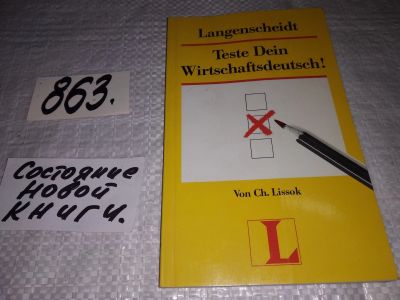 863.
Состояние
новой
книги.
Langenscheidt
Teste Dein
Wirtschaftsdeutsch!
Von Ch. Lissok
L